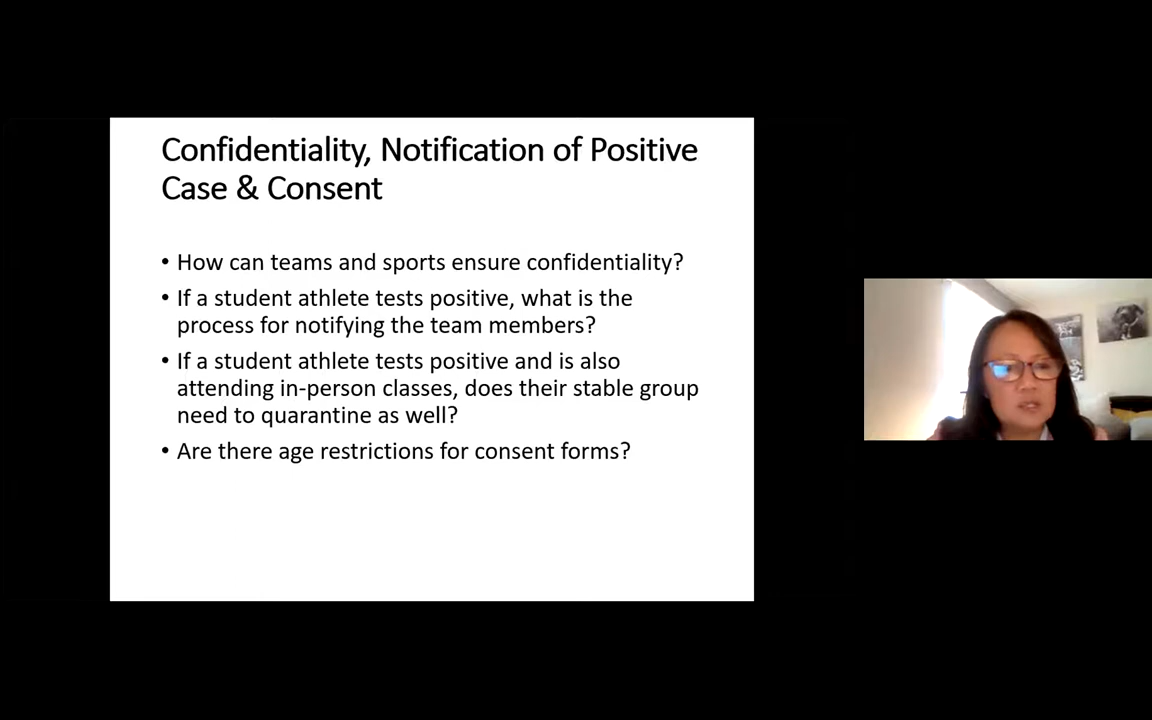 Confidentiality, Notification of Positive
Case & Consent
• How can teams and sports ensure confidentiality?
• If a student athlete tests positive, what is the
process for notifying the team members?
• If a student athlete tests positive and is also
attending in-person classes, does their stable group
need to quarantine as well?
• Are there age restrictions for consent forms?